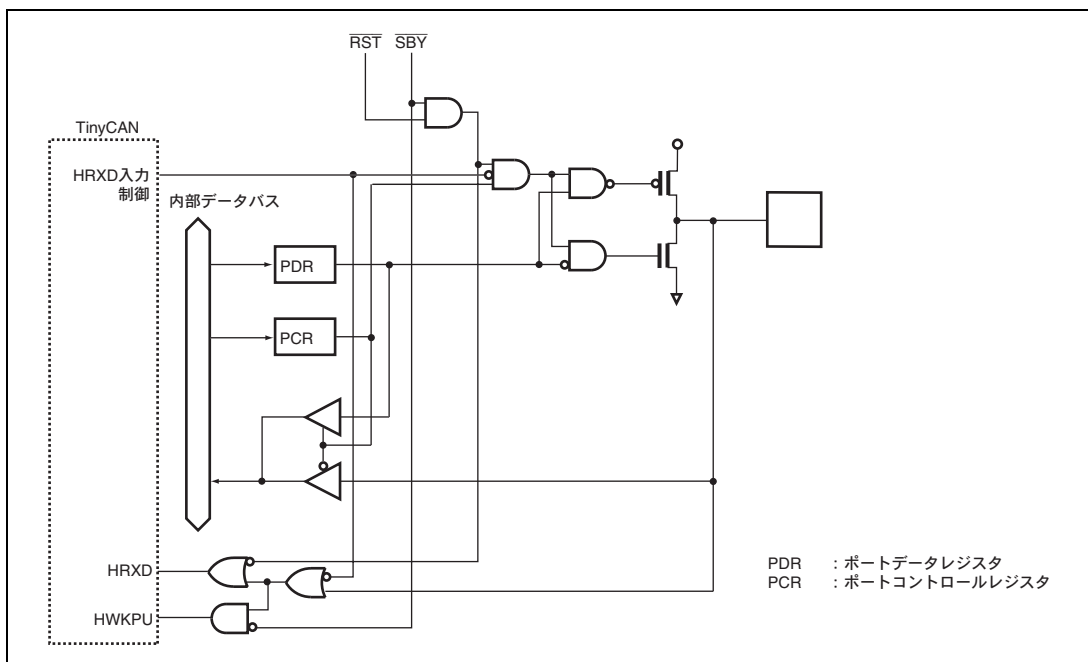 RST SBY
TinyCAN
HRXD入力
制御
内部データバス
PDR
PCR
HRXD
HWKPU
PDR :ポートデータレジスタ
PCR :ポートコントロールレジスタ